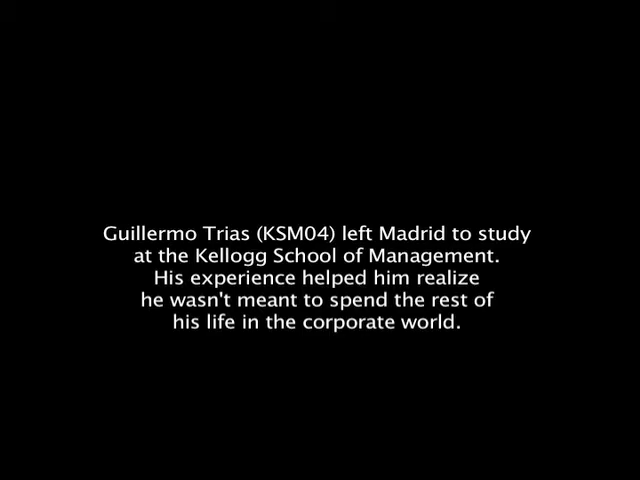 Guillermo Trias (KSM04) left Madrid to study
at the Kellogg School of Management.
His experience helped him realize
he wasn't meant to spend the rest of
his life in the corporate world.